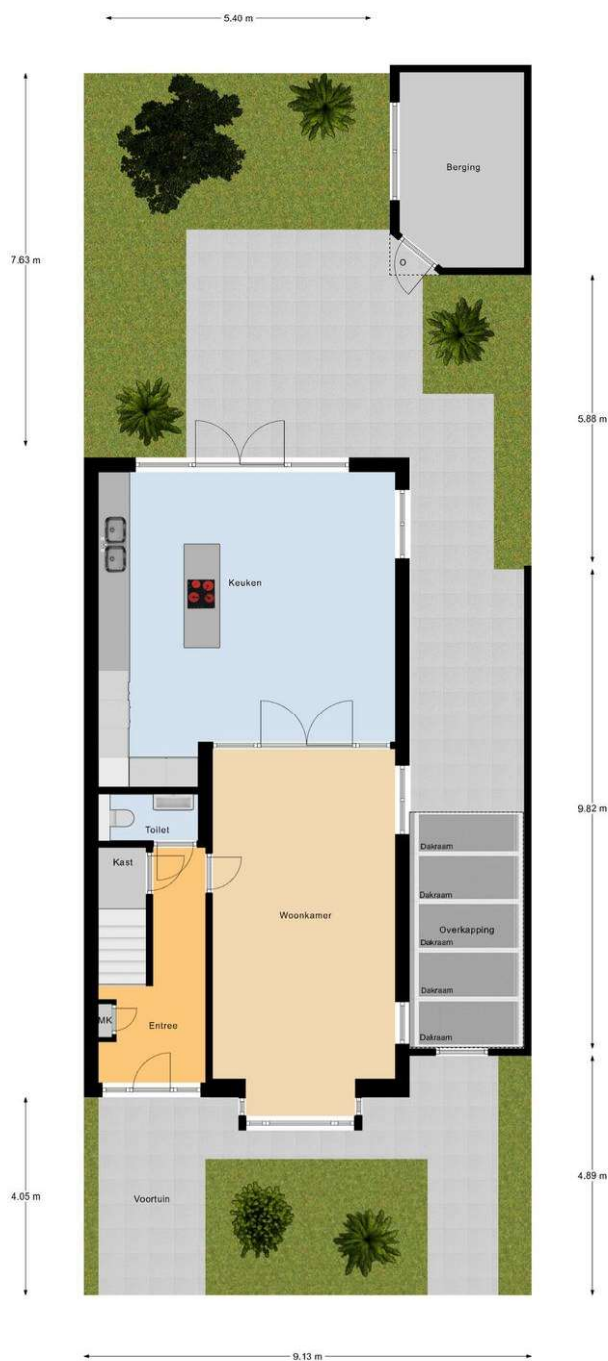 5.40 m
Berging
7.63 m
O
5.88 m
Keuken
9.82 m
Toilet
Dakraam
Kast
Dakraam
Woonkamer
Overkapping
Dakraam
Dakraam
MK
Entree
Dakraam
4.89 m
4.05 m
Voortuin
9.13 m